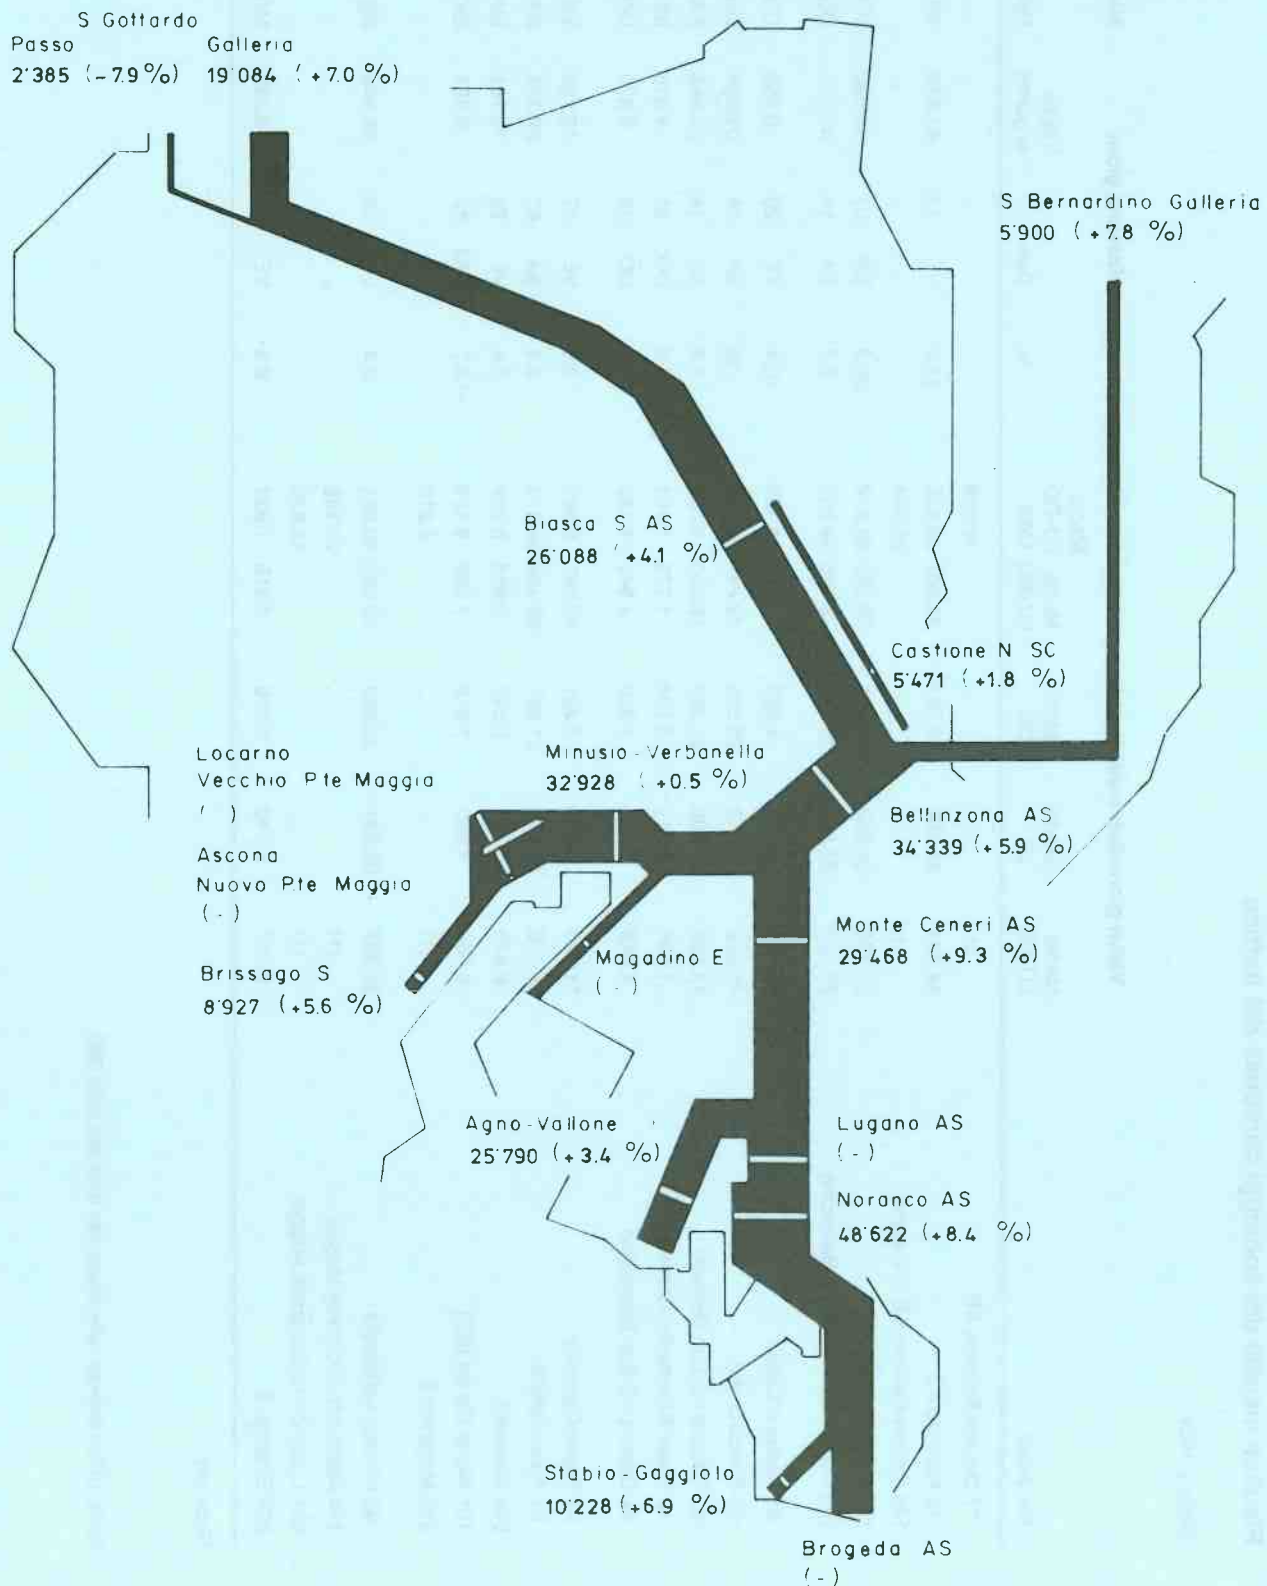 S Gottardo
Passo Galleria
2'385 (-7.9%) 19'084 (+7.0 %)
S Bernardino Galleria
5'900 (+7.8 %)
Biasca S AS
26'088 (+4.1 %)
Castione N SC
5'471 (+1.8 %)
Locarno
Vecchio Pte Maggia
( )
Minusio-Verbanella
32'928 (+0.5 %)
Bellinzona AS
34'339 (+5.9 %)
Ascona
Nuovo Pte Maggia
(-)
Brissago S
8'927 (+5.6 %)
Magadino E
(-)
Monte Ceneri AS
29'468 (+9.3 %)
Agno-Vallone
25'790 (+3.4 %)
Lugano AS
(-)
Noranco AS
48'622 (+8.4 %)
Stabio-Gaggiolo
10'228 (+6.9 %)
Brogeda AS
(-)